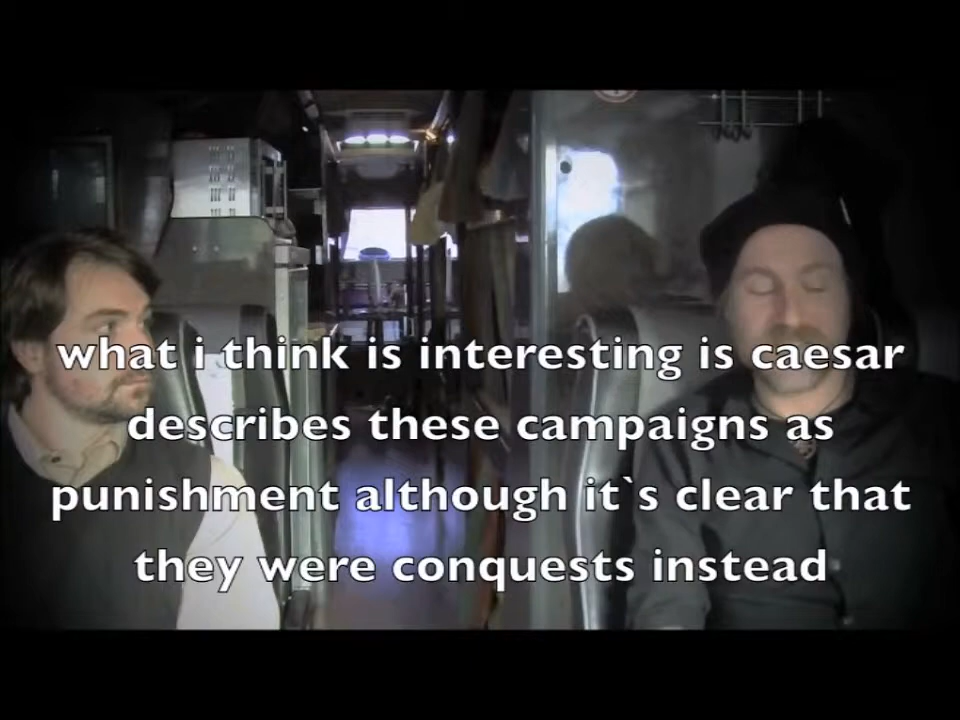 what i think is interesting is caesar
describes these campaigns as
punishment although it`s clear that
they were conquests instead